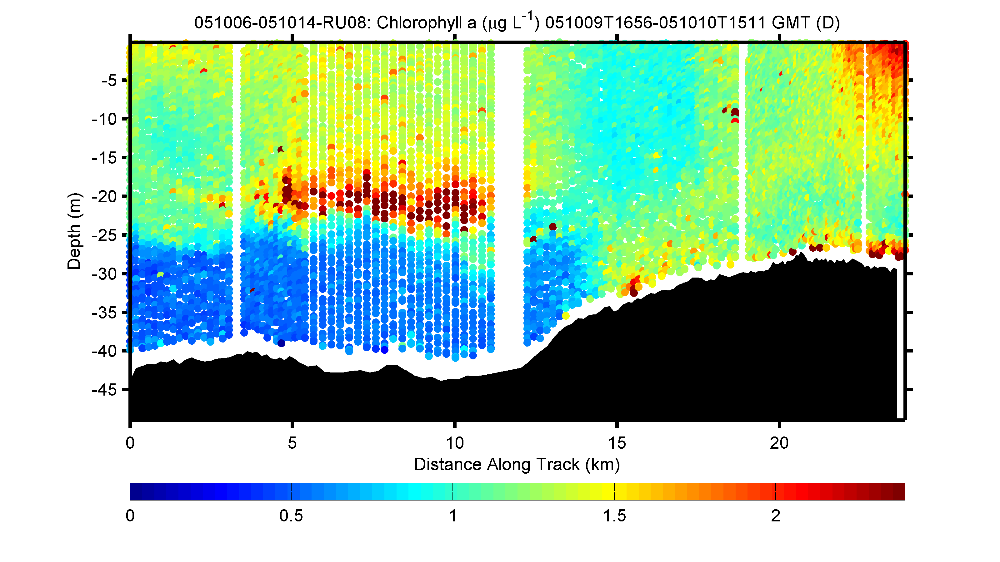 051006-051014-RU08: Chlorophyll a (μg L-1) 051009T1656-051010T1511 GMT (D)
-5
-10
-15
-20
-25
-30
-35
-40
-45
Depth (m)
0 5 10 15 20
Distance Along Track (km)
0 0.5 1 1.5 2